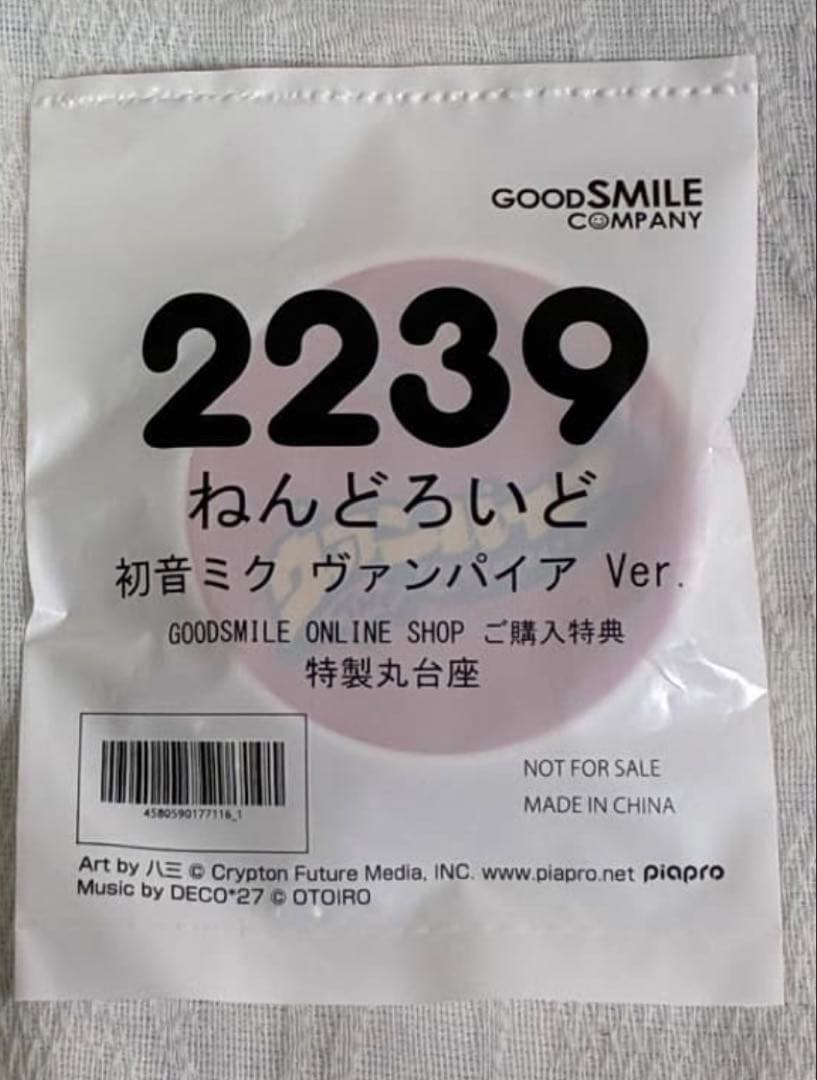 GOODSMILE
COMPANY
2239
ねんどろいど
初音ミク ヴァンパイア Ver.
GOODSMILE ONLINE SHOP ご購入特典
特製丸台座
4580590177116_1
NOT FOR SALE
MADE IN CHINA
Art by 八三 © Crypton Future Media, INC. www.piapro.net piapro
Music by DECO*27 © OTOIRO